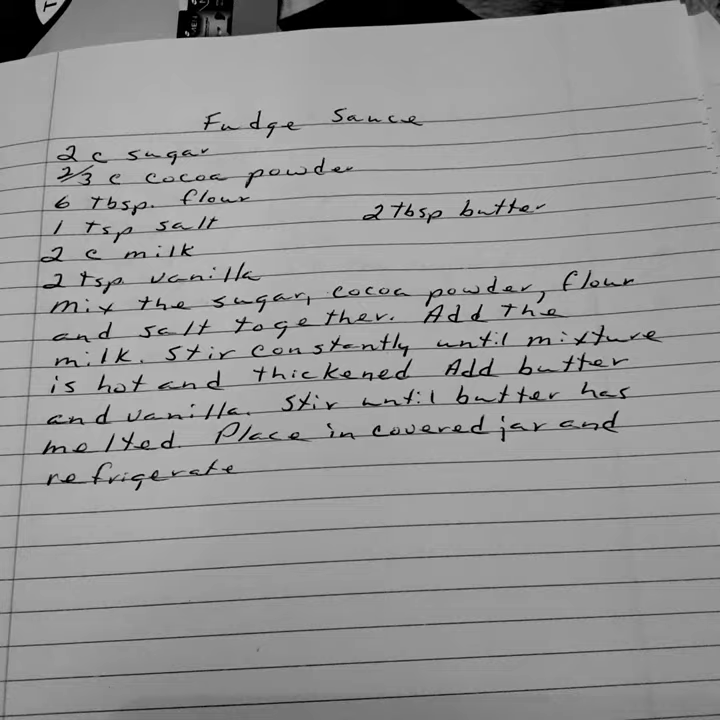 Fudge Sauce
2 c sugar
2/3 c cocoa powder
6 Tbsp. flour
1 Tsp salt
2 Tbsp butter
2 c milk
2 Tsp vanilla
mix the sugar, cocoa powder, flour
and salt together. Add the
milk. Stir constantly until mixture
is hot and thickened Add butter
and vanilla. Stir until butter has
melted. Place in covered jar and
refrigerate